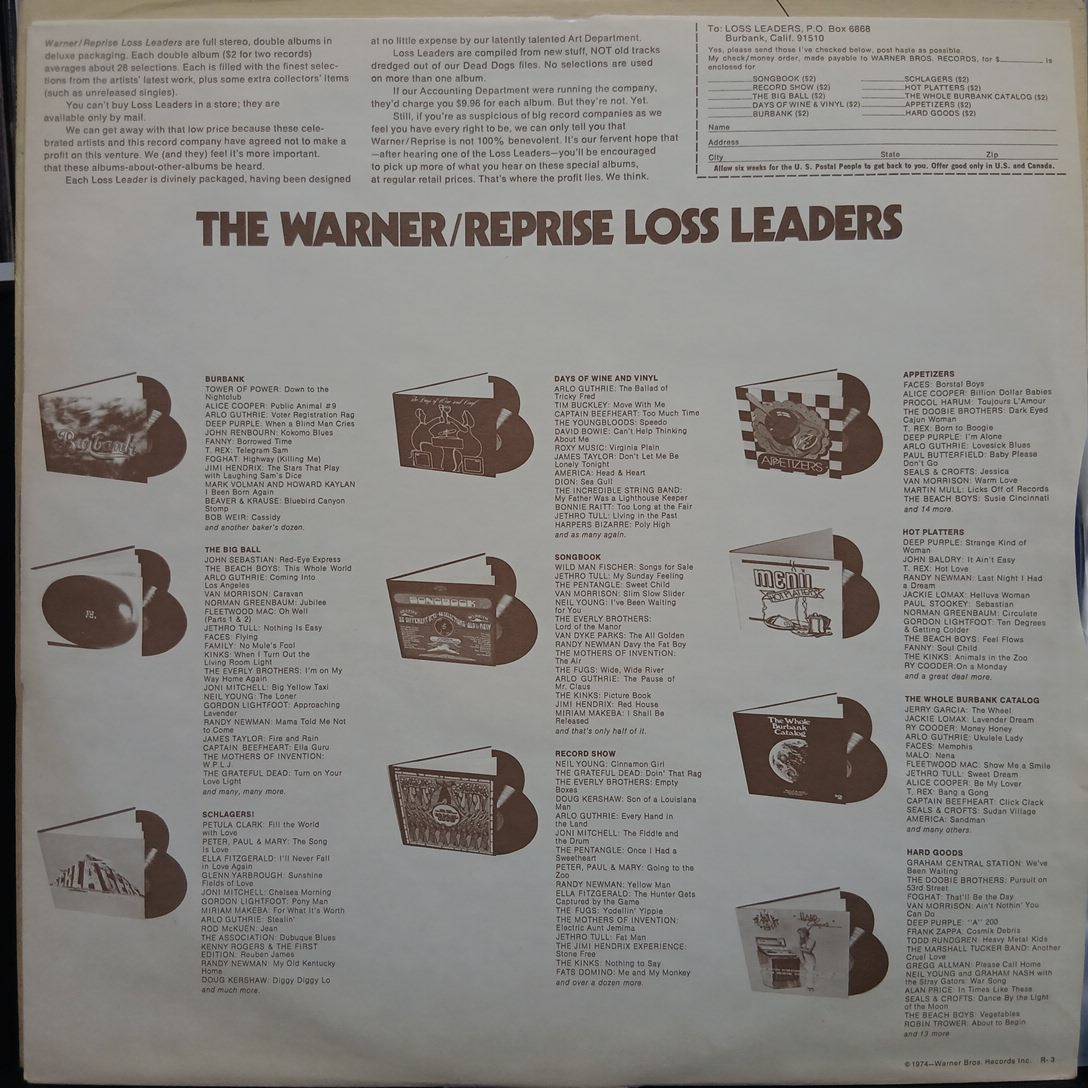 Warner/Reprise Loss Leaders are full stereo, double albums in
deluxe packaging. Each double album ($2 for two records)
averages about 28 selections. Each is filled with the finest selec-
tions from the artists' latest work, plus some extra collectors' items
(such as unreleased singles).
You can't buy Loss Leaders in a store; they are
available only by mail.
We can get away with that low price because these cele-
brated artists and this record company have agreed not to make a
profit on this venture. We (and they) feel it's more important.
that these albums-about-other-albums be heard.
Each Loss Leader is divinely packaged, having been designed
at no little expense by our latently talented Art Department.
Loss Leaders are compiled from new stuff, NOT old tracks
dredged out of our Dead Dogs files. No selections are used
on more than one album.
If our Accounting Department were running the company,
they'd charge you $9.96 for each album. But they're not. Yet.
Still, if you're as suspicious of big record companies as we
feel you have every right to be, we can only tell you that
Warner/Reprise is not 100% benevolent. It's our fervent hope that
—after hearing one of the Loss Leaders—you'll be encouraged
to pick up more of what you hear on these special albums,
at regular retail prices. That's where the profit lies. We think.
To: LOSS LEADERS, P.O. Box 6868
Burbank, Calif. 91510
Yes, please send those I've checked below, post haste as possible.
My check/money order, made payable to WARNER BROS. RECORDS, for $ is
enclosed for
SONGBOOK ($2) SCHLAGERS ($2)
RECORD SHOW ($2) HOT PLATTERS ($2)
THE BIG BALL ($2) THE WHOLE BURBANK CATALOG ($2)
DAYS OF WINE & VINYL ($2) APPETIZERS ($2)
BURBANK ($2) HARD GOODS ($2)
Name
Address
City State Zip
Allow six weeks for the U. S. Postal People to get back to you. Offer good only in U.S. and Canada.
THE WARNER/REPRISE LOSS LEADERS
Burbank
BURBANK
TOWER OF POWER: Down to the
Nightclub
ALICE COOPER: Public Animal #9
ARLO GUTHRIE: Voter Registration Rag
DEEP PURPLE: When a Blind Man Cries
JOHN RENBOURN: Kokomo Blues
FANNY: Borrowed Time
T. REX: Telegram Sam
FOGHAT: Highway (Killing Me)
JIMI HENDRIX: The Stars That Play
with Laughing Sam's Dice
MARK VOLMAN AND HOWARD KAYLAN
I Been Born Again
BEAVER & KRAUSE: Bluebird Canyon
Stomp
BOB WEIR: Cassidy
and another baker's dozen.
THE BIG BALL
JOHN SEBASTIAN: Red-Eye Express
THE BEACH BOYS: This Whole World
ARLO GUTHRIE: Coming Into
Los Angeles
VAN MORRISON: Caravan
NORMAN GREENBAUM: Jubilee
FLEETWOOD MAC: Oh Well
(Parts 1 & 2)
JETHRO TULL: Nothing Is Easy
FACES: Flying
FAMILY: No Mule's Fool
KINKS: When I Turn Out the
Living Room Light
THE EVERLY BROTHERS: I'm on My
Way Home Again
JONI MITCHELL: Big Yellow Taxi
NEIL YOUNG: The Loner
GORDON LIGHTFOOT: Approaching
Lavender
RANDY NEWMAN: Mama Told Me Not
to Come
JAMES TAYLOR: Fire and Rain
CAPTAIN BEEFHEART: Ella Guru
THE MOTHERS OF INVENTION:
W.P.L.J.
THE GRATEFUL DEAD: Turn on Your
Love Light
and many, many more.
SCHLAGERS!
PETULA CLARK: Fill the World
with Love
PETER, PAUL & MARY: The Song
Is Love
ELLA FITZGERALD: I'll Never Fall
in Love Again
GLENN YARBROUGH: Sunshine
Fields of Love
JONI MITCHELL: Chelsea Morning
GORDON LIGHTFOOT: Pony Man
MIRIAM MAKEBA: For What It's Worth
ARLO GUTHRIE: Stealin'
ROD McKUEN: Jean
THE ASSOCIATION: Dubuque Blues
KENNY ROGERS & THE FIRST
EDITION: Reuben James
RANDY NEWMAN: My Old Kentucky
Home
DOUG KERSHAW: Diggy Diggy Lo
and much more.
The Days of Wine and Vinyl
DAYS OF WINE AND VINYL
ARLO GUTHRIE: The Ballad of
Tricky Fred
TIM BUCKLEY: Move With Me
CAPTAIN BEEFHEART: Too Much Time
THE YOUNGBLOODS: Speedo
DAVID BOWIE: Can't Help Thinking
About Me
ROXY MUSIC: Virginia Plain
JAMES TAYLOR: Don't Let Me Be
Lonely Tonight
AMERICA: Head & Heart
DION: Sea Gull
THE INCREDIBLE STRING BAND:
My Father Was a Lighthouse Keeper
BONNIE RAITT: Too Long at the Fair
JETHRO TULL: Living in the Past
HARPERS BIZARRE: Poly High
and as many again.
SONGBOOK
SONGBOOK
WILD MAN FISCHER: Songs for Sale
JETHRO TULL: My Sunday Feeling
THE PENTANGLE: Sweet Child
VAN MORRISON: Slim Slow Slider
NEIL YOUNG: I've Been Waiting
for You
THE EVERLY BROTHERS:
Lord of the Manor
VAN DYKE PARKS: The All Golden
RANDY NEWMAN Davy the Fat Boy
THE MOTHERS OF INVENTION:
The Air
THE FUGS: Wide, Wide River
ARLO GUTHRIE: The Pause of
Mr. Claus
THE KINKS: Picture Book
JIMI HENDRIX: Red House
MIRIAM MAKEBA: I Shall Be
Released
and that's only half of it.
RECORD SHOW
NEIL YOUNG: Cinnamon Girl
THE GRATEFUL DEAD: Doin' That Rag
THE EVERLY BROTHERS: Empty
Boxes
DOUG KERSHAW: Son of a Louisiana
Man
ARLO GUTHRIE: Every Hand in
the Land
JONI MITCHELL: The Fiddle and
the Drum
THE PENTANGLE: Once I Had a
Sweetheart
PETER, PAUL & MARY: Going to the
Zoo
RANDY NEWMAN: Yellow Man
ELLA FITZGERALD: The Hunter Gets
Captured by the Game
THE FUGS: Yodellin' Yippie
THE MOTHERS OF INVENTION:
Electric Aunt Jemima
JETHRO TULL: Fat Man
THE JIMI HENDRIX EXPERIENCE:
Stone Free
THE KINKS: Nothing to Say
FATS DOMINO: Me and My Monkey
and over a dozen more.
APPETIZERS
APPETIZERS
FACES: Borstal Boys
ALICE COOPER: Billion Dollar Babies
PROCOL HARUM: Toujours L'Amour
THE DOOBIE BROTHERS: Dark Eyed
Cajun Woman
T. REX: Born to Boogie
DEEP PURPLE: I'm Alone
ARLO GUTHRIE: Lovesick Blues
PAUL BUTTERFIELD: Baby Please
Don't Go
SEALS & CROFTS: Jessica
VAN MORRISON: Warm Love
MARTIN MULL: Licks Off of Records
THE BEACH BOYS: Susie Cincinnati
and 14 more.
menu
HOT PLATTERS
HOT PLATTERS
DEEP PURPLE: Strange Kind of
Woman
JOHN BALDRY: It Ain't Easy
T. REX: Hot Love
RANDY NEWMAN: Last Night I Had
a Dream
JACKIE LOMAX: Helluva Woman
PAUL STOOKEY: Sebastian
NORMAN GREENBAUM: Circulate
GORDON LIGHTFOOT: Ten Degrees
& Getting Colder
THE BEACH BOYS: Feel Flows
FANNY: Soul Child
THE KINKS: Animals in the Zoo
RY COODER:On a Monday
and a great deal more.
The Whole
Burbank
Catalog
THE WHOLE BURBANK CATALOG
JERRY GARCIA: The Wheel
JACKIE LOMAX: Lavender Dream
RY COODER: Money Honey
ARLO GUTHRIE: Ukulele Lady
FACES: Memphis
MALO: Nena
FLEETWOOD MAC: Show Me a Smile
JETHRO TULL: Sweet Dream
ALICE COOPER: Be My Lover
T. REX: Bang a Gong
CAPTAIN BEEFHEART: Click Clack
SEALS & CROFTS: Sudan Village
AMERICA: Sandman
and many others.
HARD GOODS
GRAHAM CENTRAL STATION: We've
Been Waiting
THE DOOBIE BROTHERS: Pursuit on
53rd Street
FOGHAT: That'll Be the Day
VAN MORRISON: Ain't Nothin' You
Can Do
DEEP PURPLE: "A" 200
FRANK ZAPPA: Cosmik Debris
TODD RUNDGREN: Heavy Metal Kids
THE MARSHALL TUCKER BAND: Another
Cruel Love
GREGG ALLMAN: Please Call Home
NEIL YOUNG and GRAHAM NASH with
the Stray Gators: War Song
ALAN PRICE: In Times Like These
SEALS & CROFTS: Dance By the Light
of the Moon
THE BEACH BOYS: Vegetables
ROBIN TROWER: About to Begin
and 13 more
©1974—Warner Bros. Records Inc. R-3